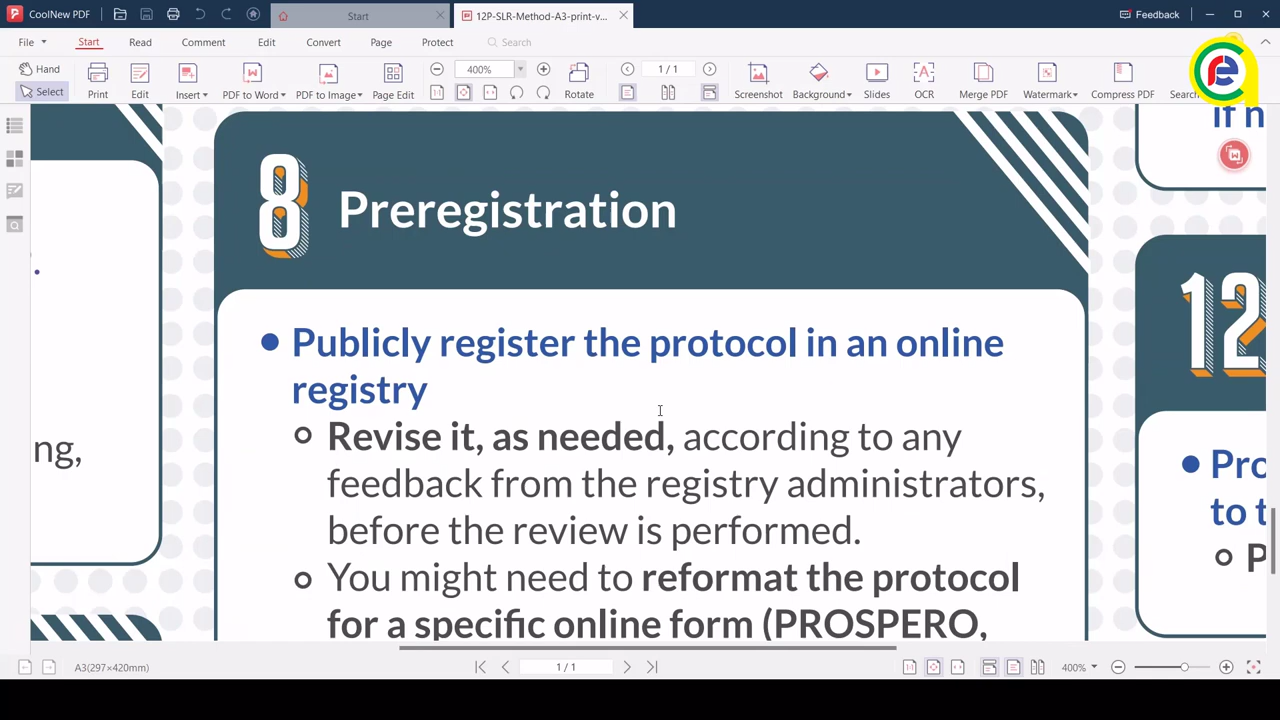 CoolNew PDF
Start
12P-SLR-Method-A3-print-v...
Feedback
File
Start
Read
Comment
Edit
Convert
Page
Protect
Search
Hand
Select
Print
Edit
Insert
PDF to Word
PDF to Image
Page Edit
400%
Rotate
1 / 1
Screenshot
Background
Slides
OCR
Merge PDF
Watermark
Compress PDF
Search
if n
8 Preregistration
12
Publicly register the protocol in an online
registry
Revise it, as needed, according to any
feedback from the registry administrators,
before the review is performed.
You might need to reformat the protocol
for a specific online form (PROSPERO,
ng,
Pro
to t
P
A3(297×420mm)
1 / 1
400%